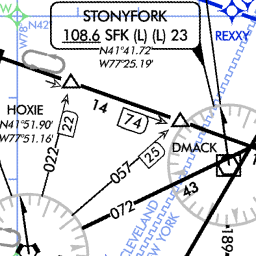 STONYFORK
108.6 SFK (L) (L) 23
N41°41.72'
W77°25.19'
REXXY
W78°
N42°
HOXIE
N41°51.90'
W77°51.16'
14
74
22
022
DMACK
057
25
072
43
CLEVELAND
NEW YORK
189